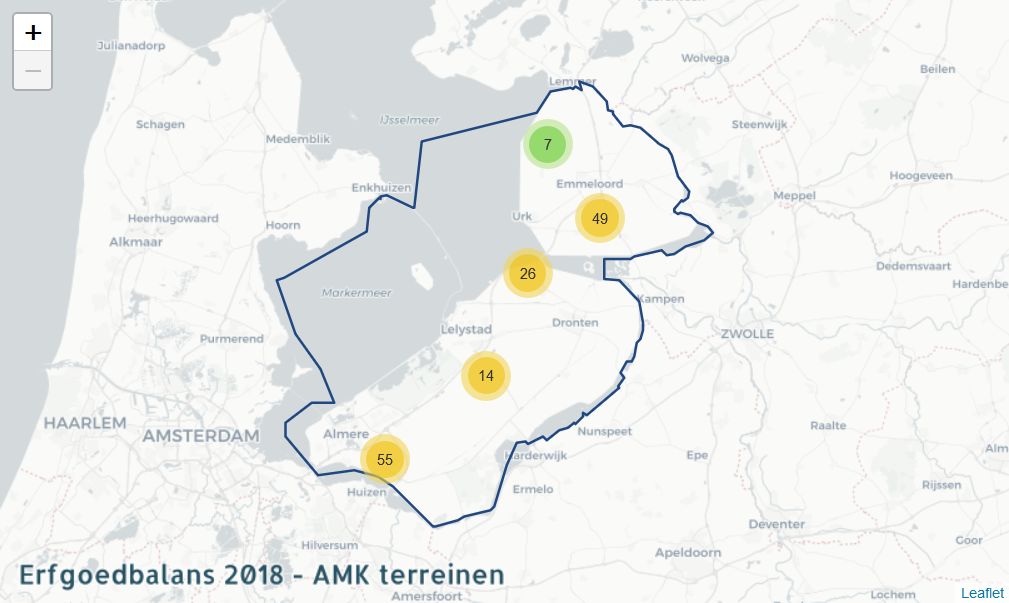 +
Julianadorp
Lemmer
Wolvega
Beilen
−
IJsselmeer
Schagen
Steenwijk
Medemblik
7
Hoogeveen
Enkhuizen
Emmeloord
Meppel
Heerhugowaard
Urk
49
Hoorn
Alkmaar
Dedemsvaart
26
Hardenbe
Markermeer
Kampen
Lelystad
Dronten
ZWOLLE
Purmerend
14
HAARLEM
AMSTERDAM
Almere
Nunspeet
Raalte
55
Harderwijk
Epe
Alm
Huizen
Ermelo
Rijssen
Deventer
Hilversum
Goor
Apeldoorn
Erfgoedbalans 2018 - AMK terreinen
Amersfoort
Lochem
Leaflet